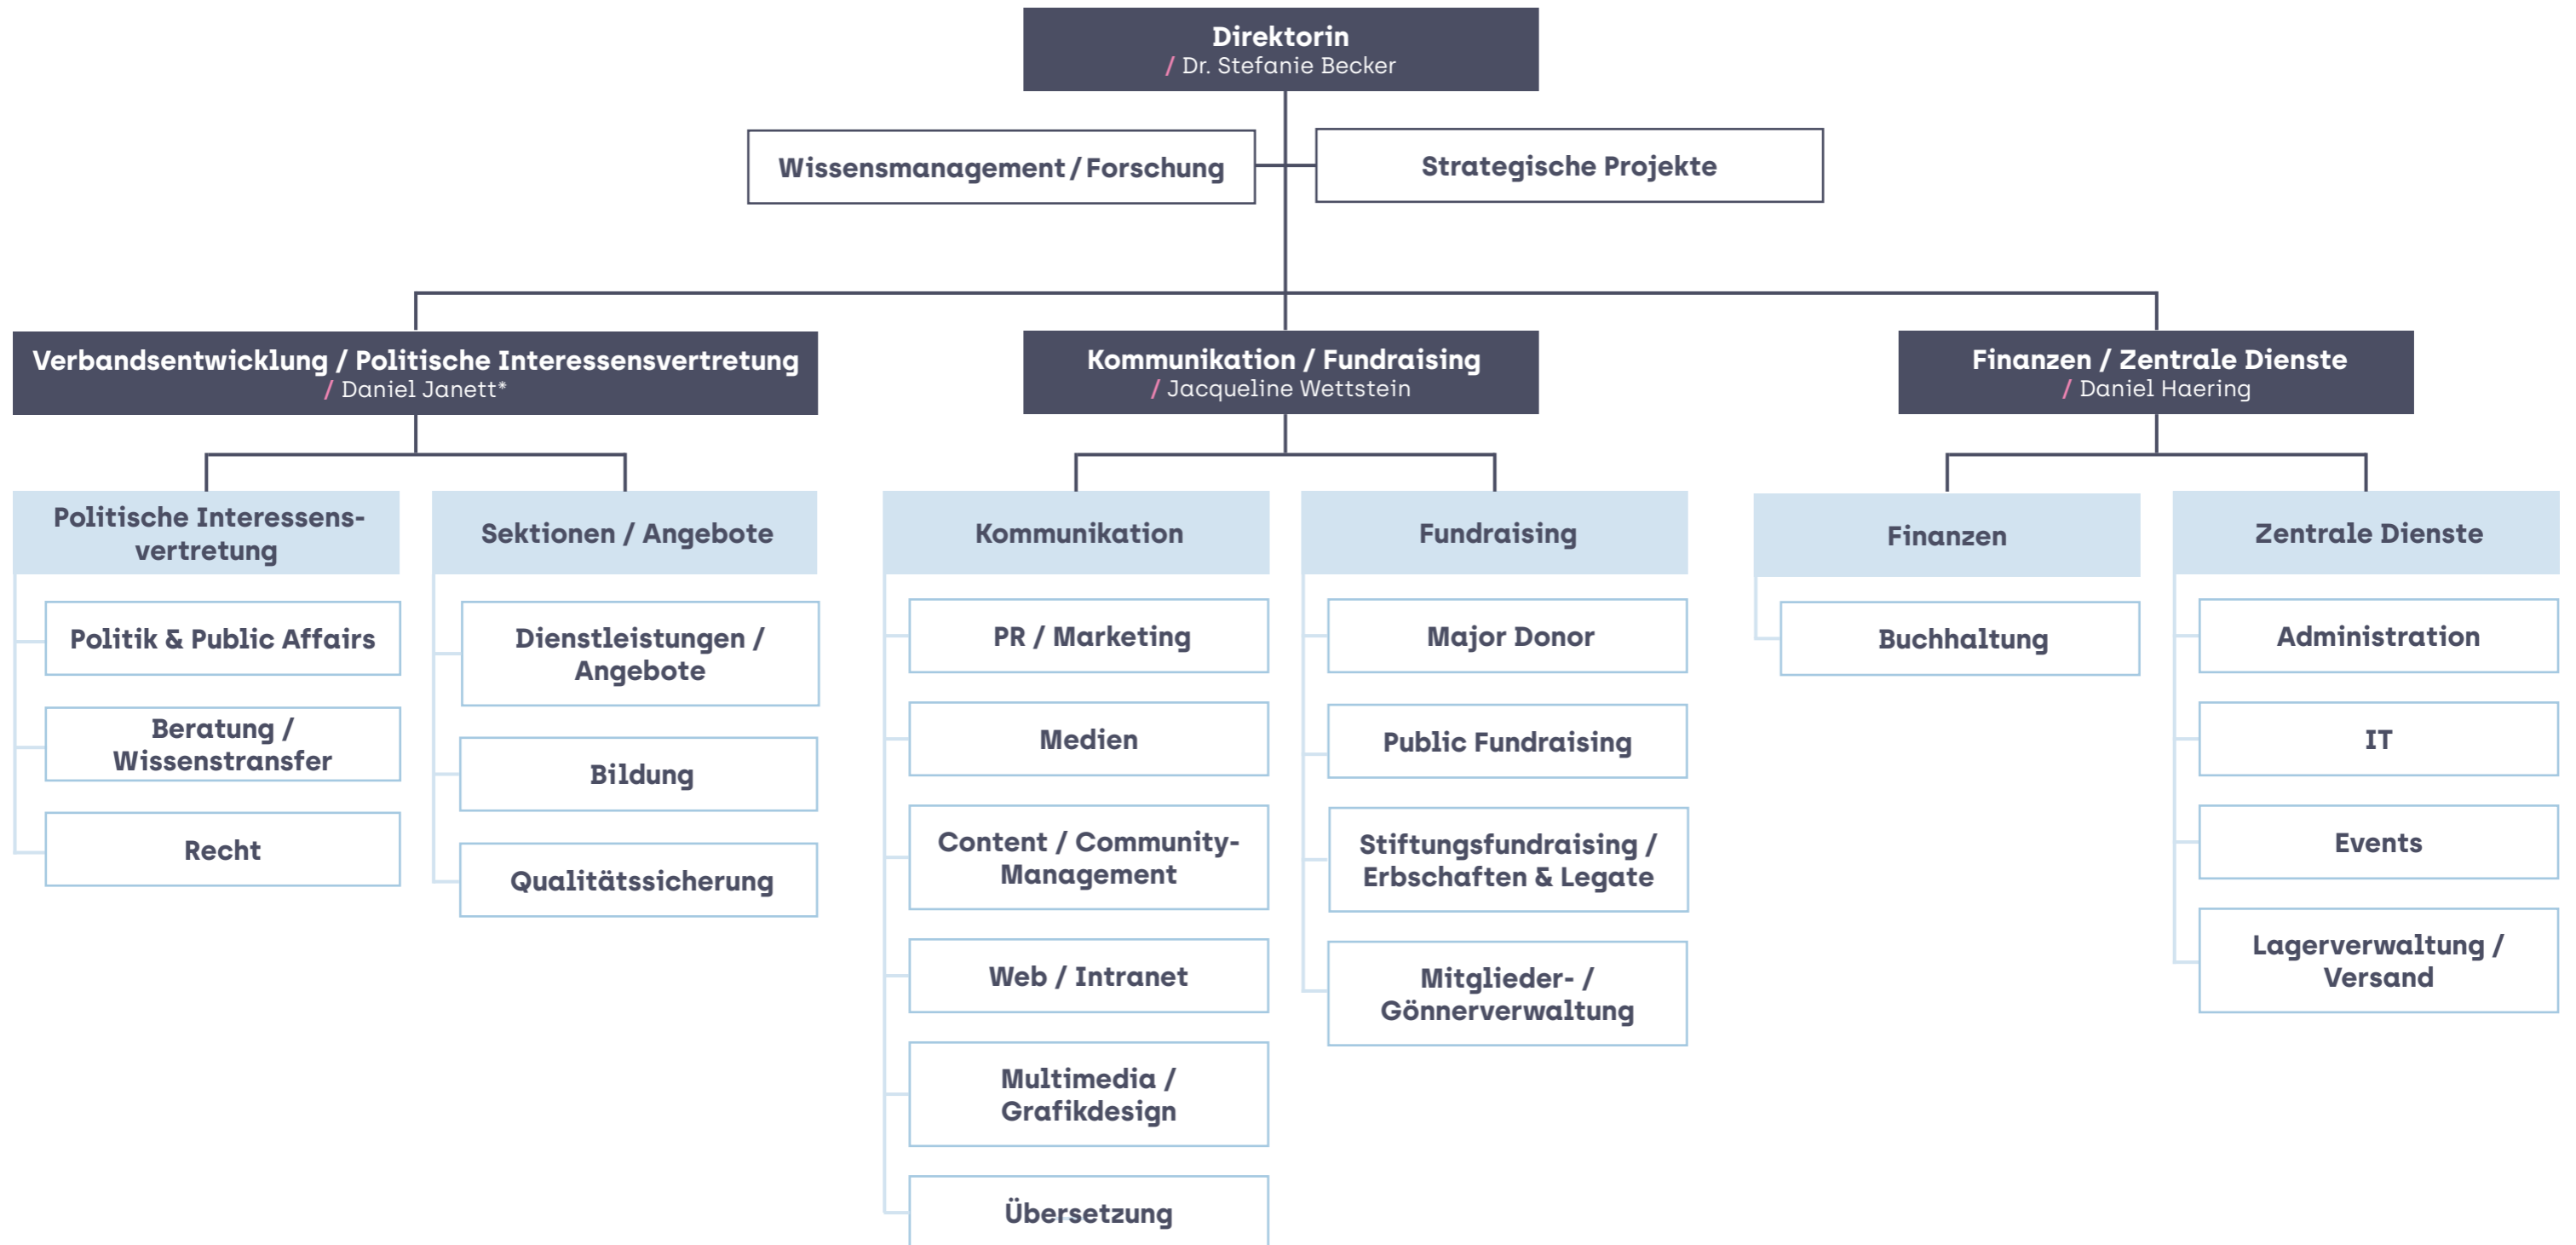 Direktorin
/ Dr. Stefanie Becker
Wissensmanagement / Forschung
Strategische Projekte
Verbandsentwicklung / Politische Interessensvertretung
/ Daniel Janett*
Kommunikation / Fundraising
/ Jacqueline Wettstein
Finanzen / Zentrale Dienste
/ Daniel Haering
Politische Interessens-
vertretung
Politik & Public Affairs
Beratung /
Wissenstransfer
Recht
Sektionen / Angebote
Dienstleistungen /
Angebote
Bildung
Qualitätssicherung
Kommunikation
PR / Marketing
Medien
Content / Community-
Management
Web / Intranet
Multimedia /
Grafikdesign
Übersetzung
Fundraising
Major Donor
Public Fundraising
Stiftungsfundraising /
Erbschaften & Legate
Mitglieder- /
Gönnerverwaltung
Finanzen
Buchhaltung
Zentrale Dienste
Administration
IT
Events
Lagerverwaltung /
Versand